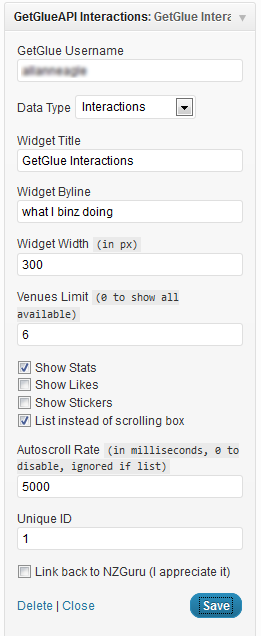 GetGlueAPI Interactions: GetGlue Intera
GetGlue Username
Data Type Interactions
Widget Title
GetGlue Interactions
Widget Byline
what I binz doing
Widget Width (in px)
300
Venues Limit (0 to show all
available)
6
Show Stats
Show Likes
Show Stickers
List instead of scrolling box
Autoscroll Rate (in milliseconds, 0 to
disable, ignored if list)
5000
Unique ID
1
Link back to NZGuru (I appreciate it)
Delete | Close Save